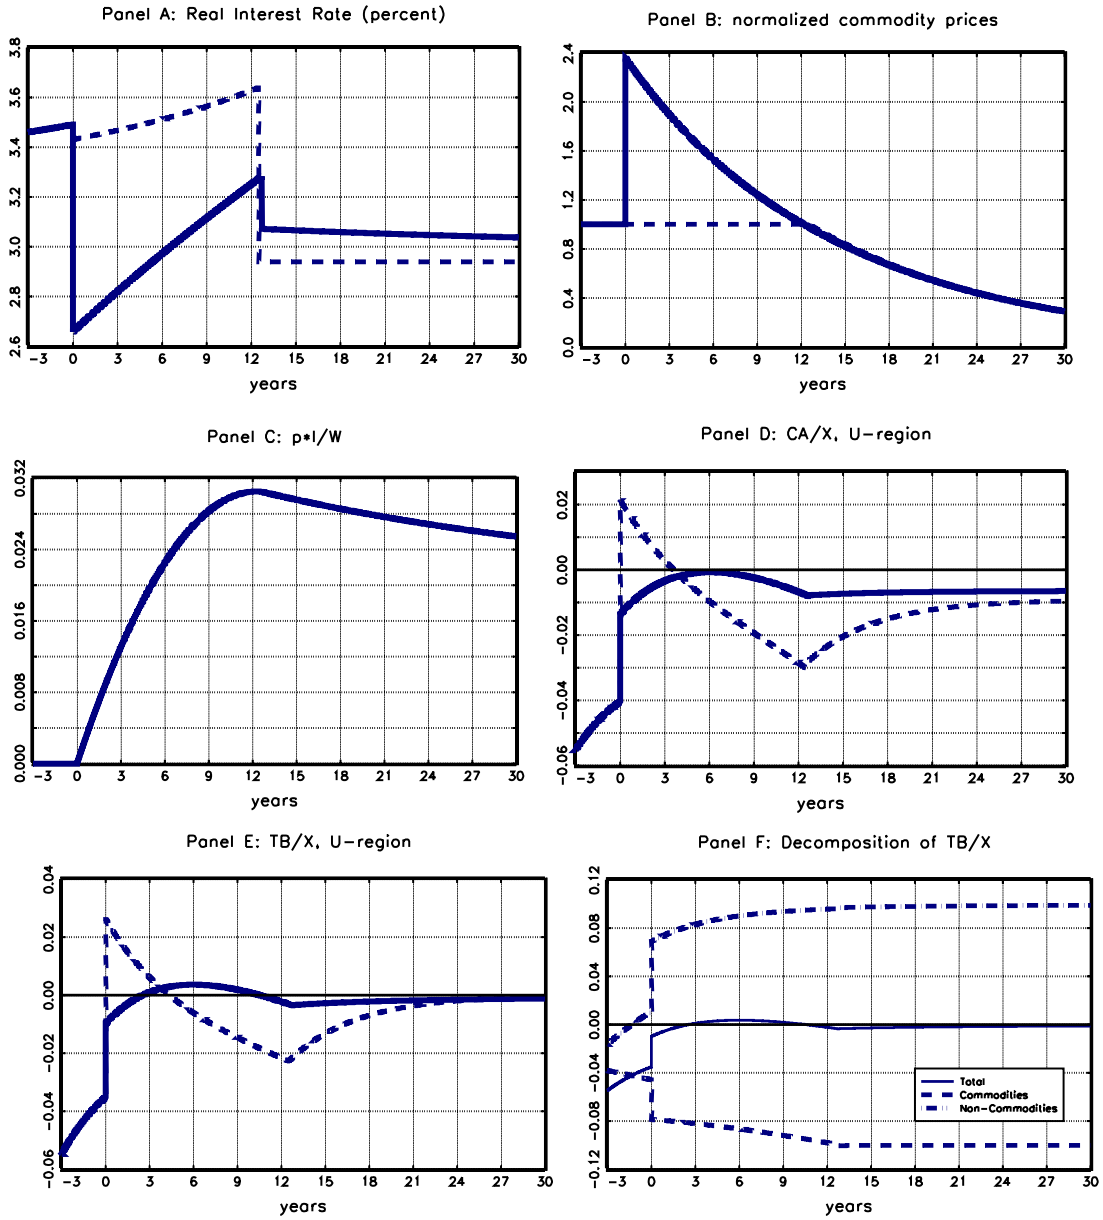 Panel A: Real Interest Rate (percent)
3.8
3.6
3.4
3.2
3.0
2.8
2.6
-3 0 3 6 9 12 15 18 21 24 27 30
years
Panel B: normalized commodity prices
2.4
2.0
1.6
1.2
0.8
0.4
0.0
-3 0 3 6 9 12 15 18 21 24 27 30
years
Panel C: p*I/W
0.032
0.024
0.016
0.008
0.000
-3 0 3 6 9 12 15 18 21 24 27 30
years
Panel D: CA/X, U-region
0.02
0.00
-0.02
-0.04
-0.06
-3 0 3 6 9 12 15 18 21 24 27 30
years
Panel E: TB/X, U-region
0.04
0.02
0.00
-0.02
-0.04
-0.06
-3 0 3 6 9 12 15 18 21 24 27 30
years
Panel F: Decomposition of TB/X
0.12
0.08
0.04
0.00
-0.04
-0.08
-0.12
Total
Commodities
Non-Commodities
-3 0 3 6 9 12 15 18 21 24 27 30
years